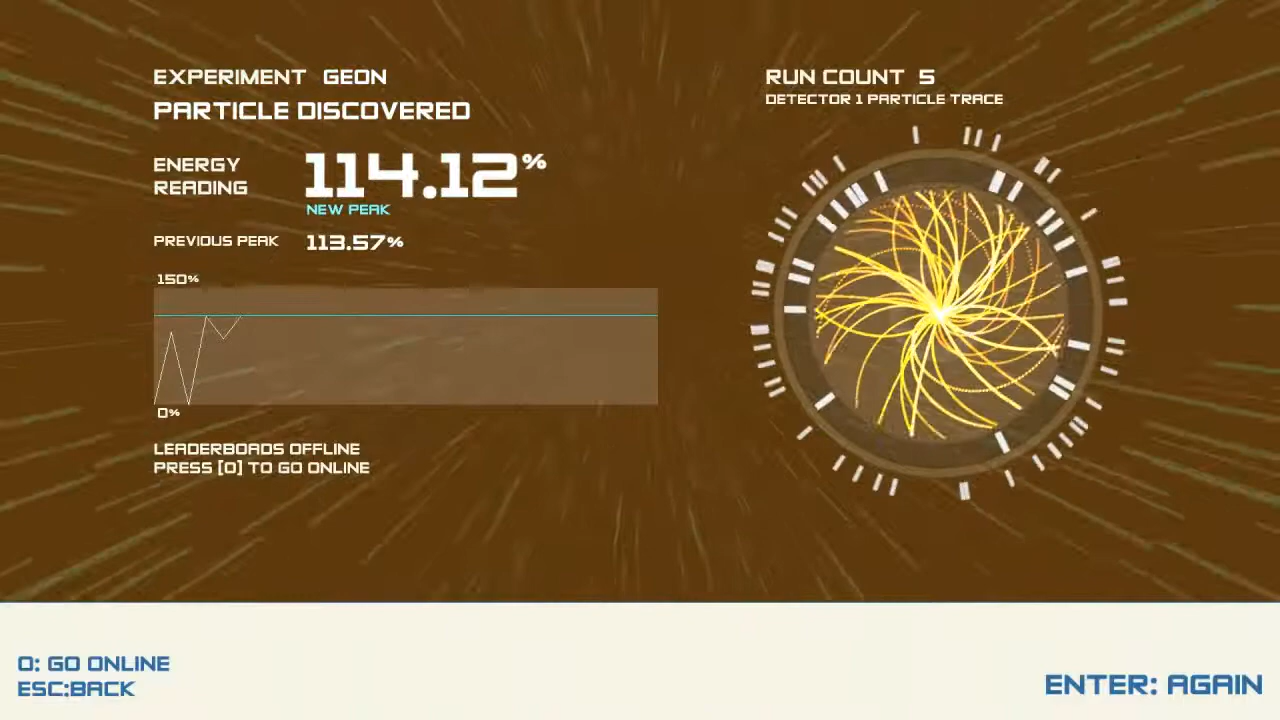 EXPERIMENT GEON
PARTICLE DISCOVERED
ENERGY READING 114.12%
NEW PEAK
PREVIOUS PEAK 113.57%
150%
0%
LEADERBOADS OFFLINE
PRESS [O] TO GO ONLINE
RUN COUNT 5
DETECTOR 1 PARTICLE TRACE
O: GO ONLINE
ESC:BACK
ENTER: AGAIN